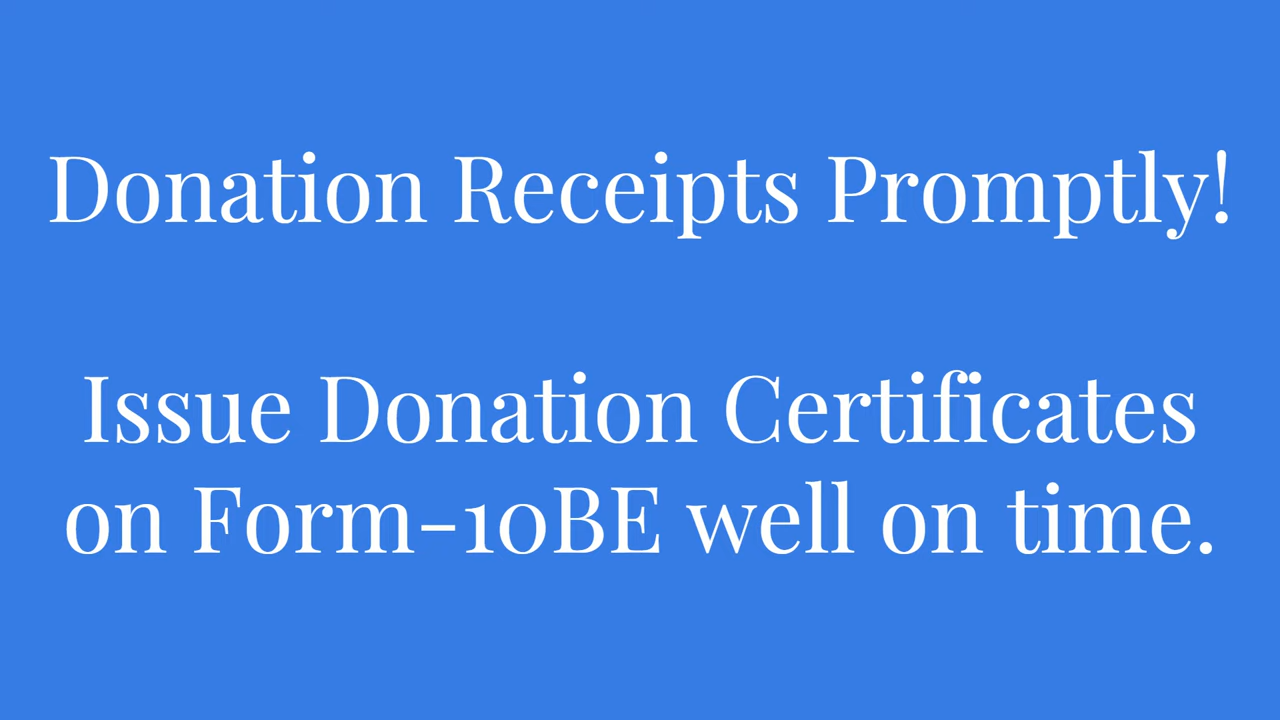 Donation Receipts Promptly!
Issue Donation Certificates
on Form-10BE well on time.